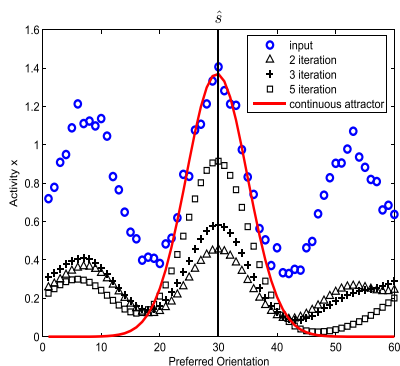 ŝ
1.6
1.4
1.2
1
0.8
0.6
0.4
0.2
0
Activity x
input
2 iteration
3 iteration
5 iteration
continuous attractor
0 10 20 30 40 50 60
Preferred Orientation